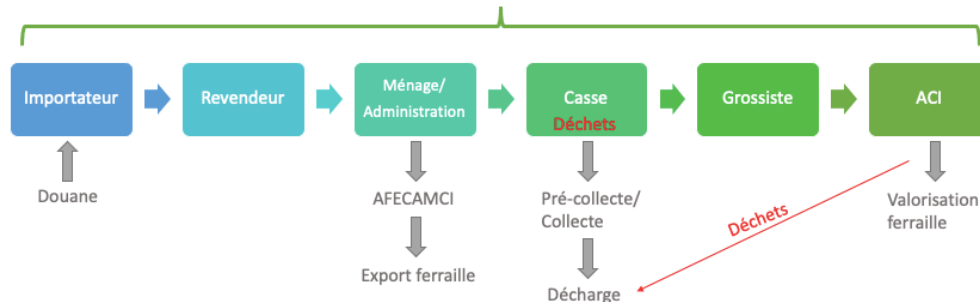 Importateur
Revendeur
Ménage/
Administration
Casse
Déchets
Grossiste
ACI
Douane
AFECAMCI
Export ferraille
Pré-collecte/
Collecte
Décharge
Déchets
Valorisation
ferraille